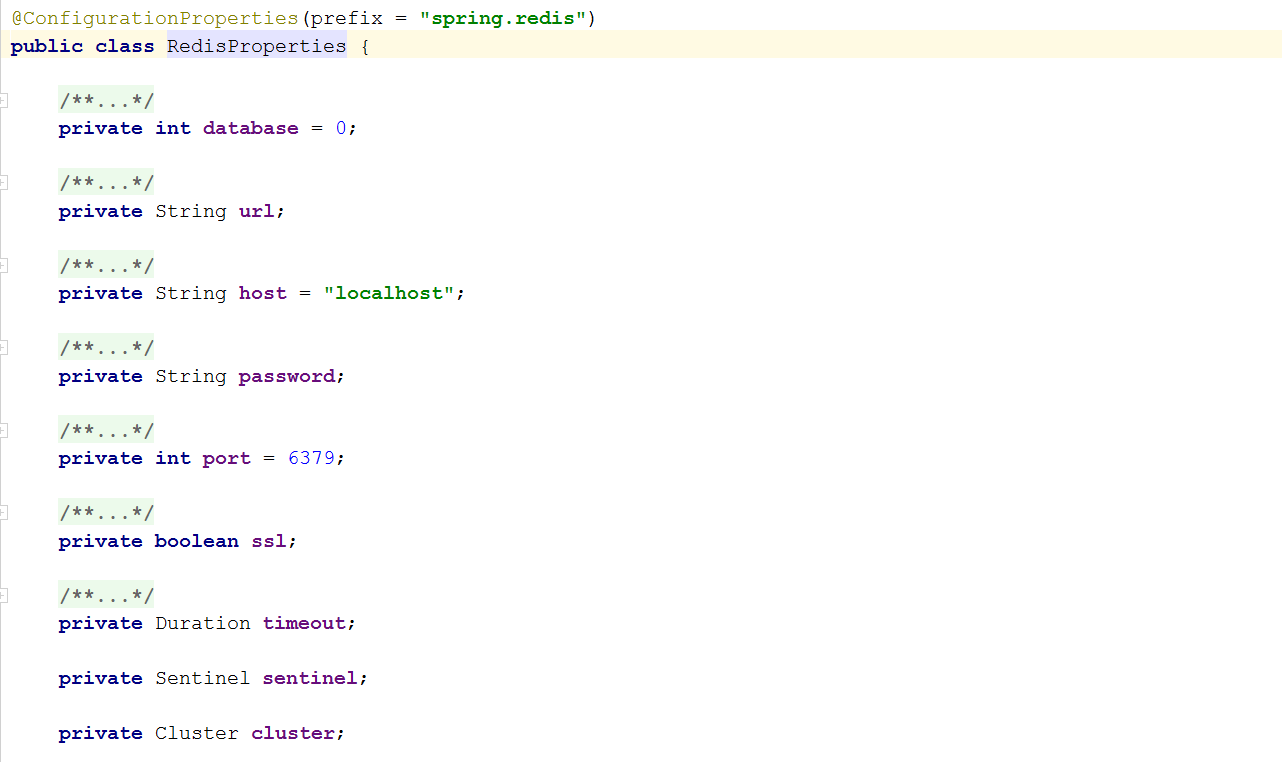 @ConfigurationProperties(prefix = "spring.redis")
public class RedisProperties {
/**...*/
private int database = 0;
/**...*/
private String url;
/**...*/
private String host = "localhost";
/**...*/
private String password;
/**...*/
private int port = 6379;
/**...*/
private boolean ssl;
/**...*/
private Duration timeout;
private Sentinel sentinel;
private Cluster cluster;